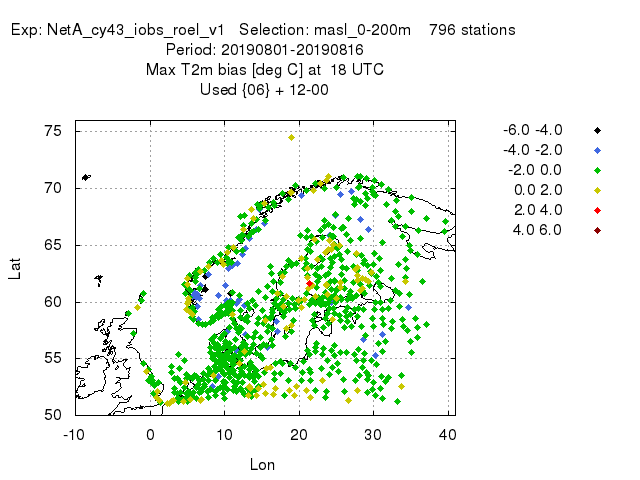 Exp: NetA_cy43_iobs_roel_v1 Selection: masl_0-200m 796 stations
Period: 20190801-20190816
Max T2m bias [deg C] at 18 UTC
Used {06} + 12-00
75
70
65
60
55
50
-10 0 10 20 30 40
Lat
Lon
-6.0 -4.0
-4.0 -2.0
-2.0 0.0
0.0 2.0
2.0 4.0
4.0 6.0